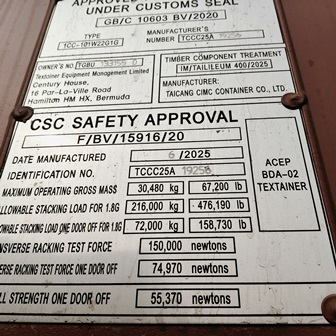 APPROVED
UNDER CUSTOMS SEAL
GB/C 10603 BV/2020
TYPE
TCC-101W22G1G
MANUFACTURER'S
NUMBER TCCC25A
OWNER'S NO TGBU
Textainer Equipment Management Limited
Century House,
16 Par-La-Ville Road
Hamilton HM HX, Bermuda
TIMBER COMPONENT TREATMENT
IM/TAILILEUM 400/2025
MANUFACTURER:
TAICANG CIMC CONTAINER CO., LTD.
CSC SAFETY APPROVAL
F/BV/15916/20
DATE MANUFACTURED 6/2025
IDENTIFICATION NO. TCCC25A 19258
MAXIMUM OPERATING GROSS MASS 30,480 kg 67,200 lb
ALLOWABLE STACKING LOAD FOR 1.8G 216,000 kg 476,190 lb
ALLOWABLE STACKING LOAD ONE DOOR OFF FOR 1.8G 72,000 kg 158,730 lb
NSVERSE RACKING TEST FORCE 150,000 newtons
ERSE RACKING TEST FORCE ONE DOOR OFF 74,970 newtons
LL STRENGTH ONE DOOR OFF 55,370 newtons
ACEP
BDA-02
TEXTAINER